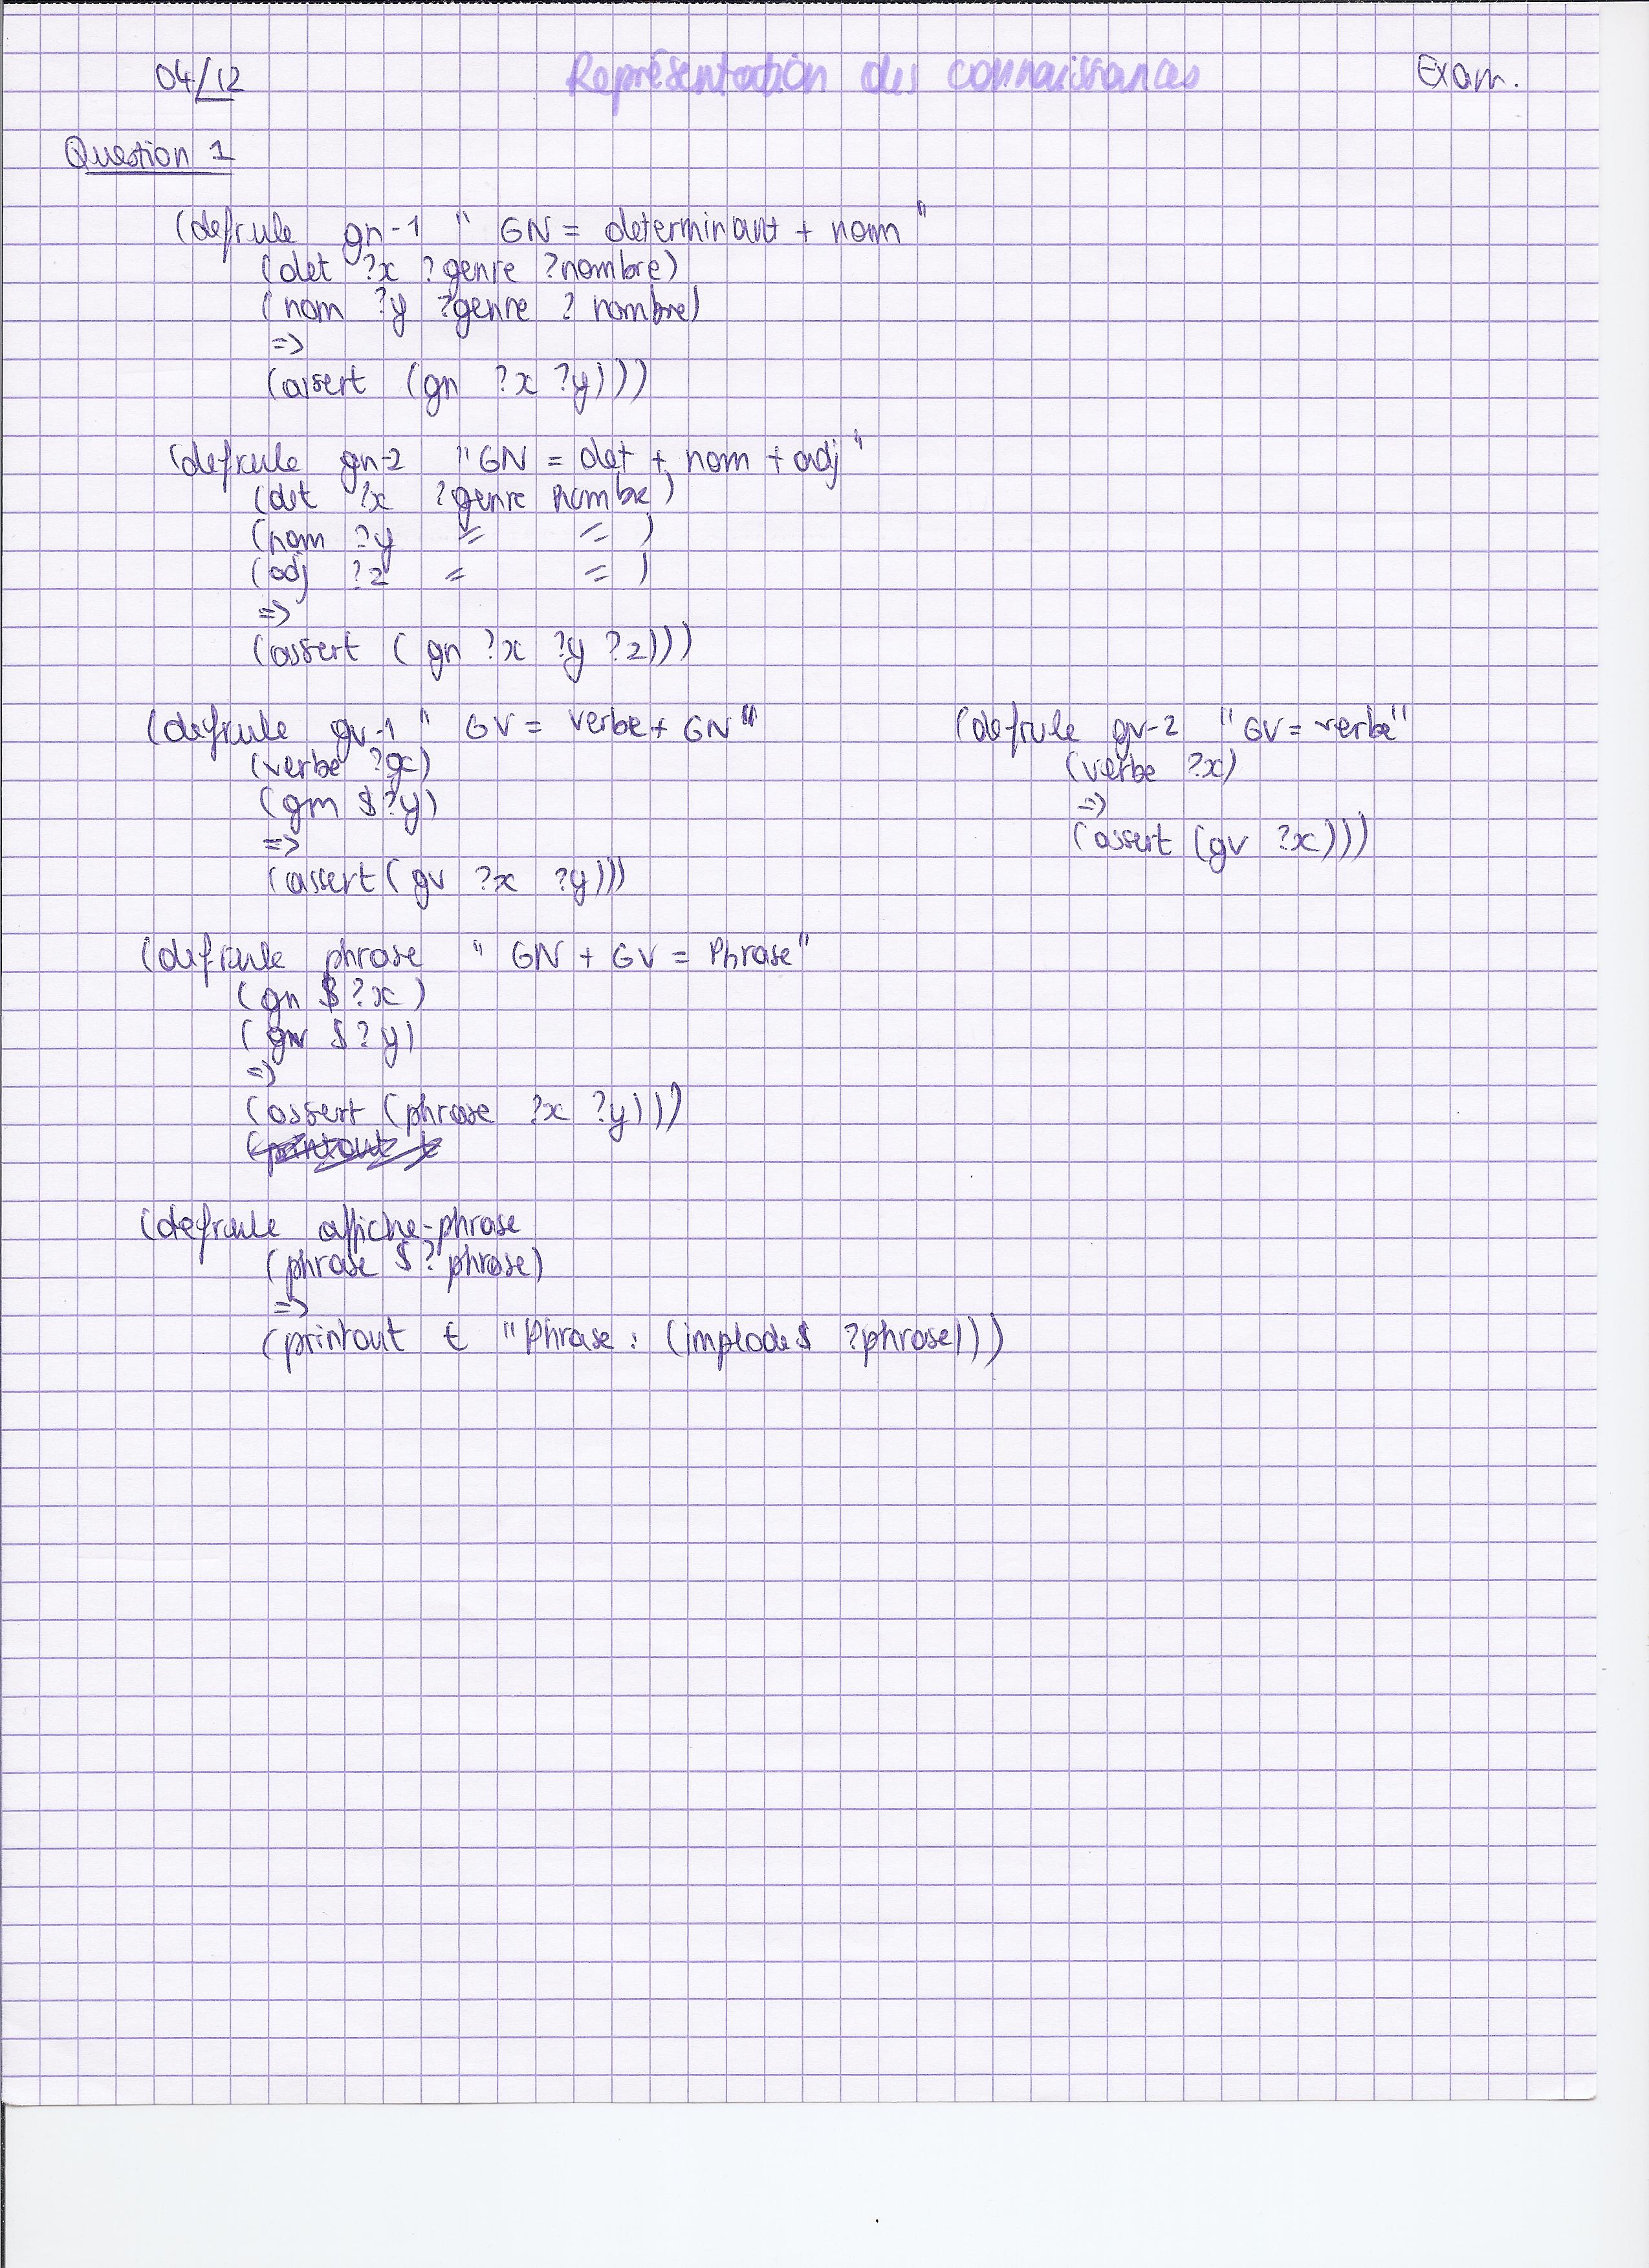 04/12 Représentation des connaissances Exam.
Question 1
(defrule gn-1 " GN = determinant + nom "
(det ?x ?genre ?nombre)
(nom ?y ?genre ? nombre)
=>
(assert (gn ?x ?y)))
(defrule gn-2 "GN = det + nom + adj "
(det ?x ?genre nombre)
(nom ?y = = )
(adj ?z = = )
=>
(assert ( gn ?x ?y ?z)))
(defrule gv-1 " GV = verbe + GN "
(verbe ?x)
(gn $?y)
=>
(assert ( gv ?x ?y)))
(defrule gv-2 "GV = verbe"
(verbe ?x)
=>
(assert (gv ?x)))
(defrule phrase " GN + GV = Phrase"
(gn $?x )
(gv $?y)
=>
(assert (phrase ?x ?y)))
(printout t
(defrule affiche-phrase
(phrase $? phrase)
=>
(printout t "Phrase : (implode$ ?phrase)))